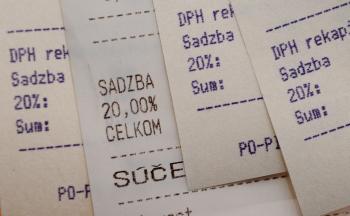 DPH rek
Sadzba
20%:
Sum:
PO-P
SADZBA
20,00%
CELKOM
SÚČE
DPH rek
Sadzba
20%:
Sum:
PO-PI
DPH rekap
Sadzba
20%:
Sum: